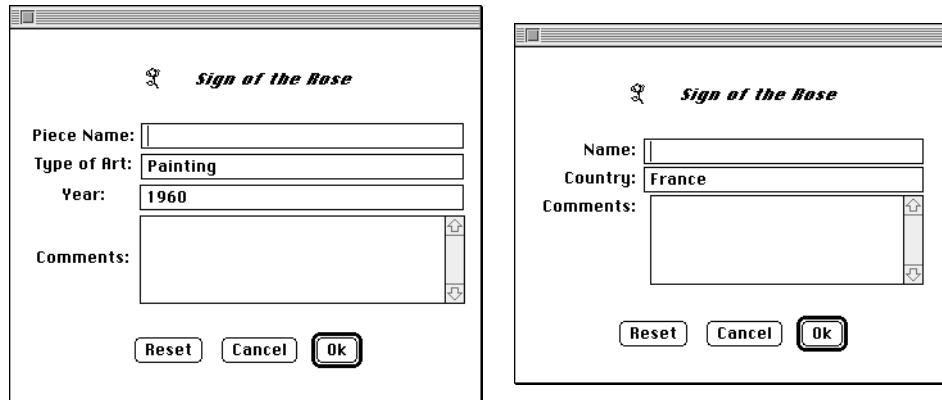 Sign of the Rose
Piece Name:
Type of Art: Painting
Year: 1960
Comments:
Reset Cancel Ok
Sign of the Rose
Name:
Country: France
Comments:
Reset Cancel Ok